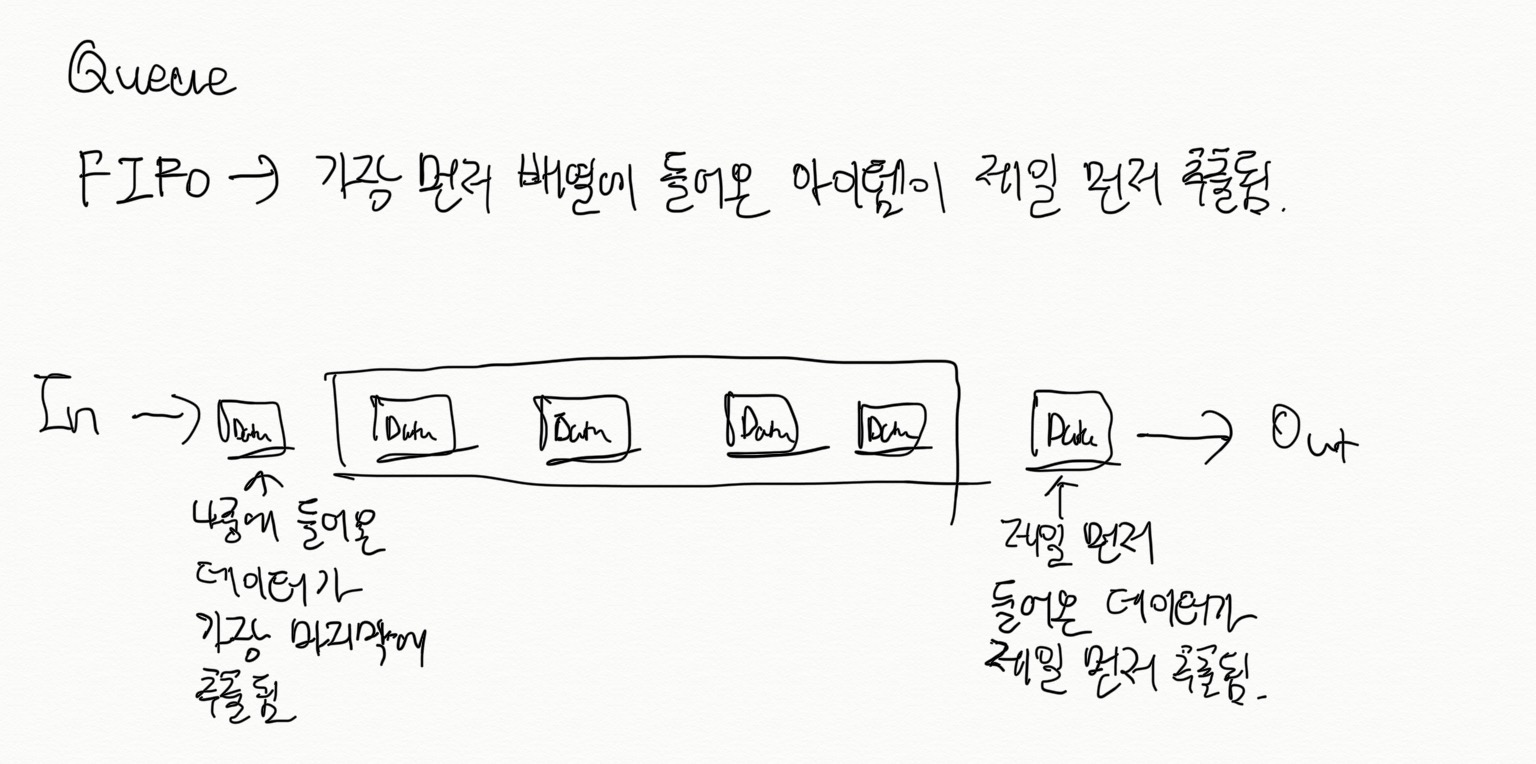 Queue
FIFO → 가장 먼저 배열에 들어온 아이템이 제일 먼저 추출됨.
In → Data Data Data Data Data Data → Out
↑
나중에 들어온
데이터가
가장 마지막에
추출됨
↑
제일 먼저
들어온 데이터가
제일 먼저 추출됨.